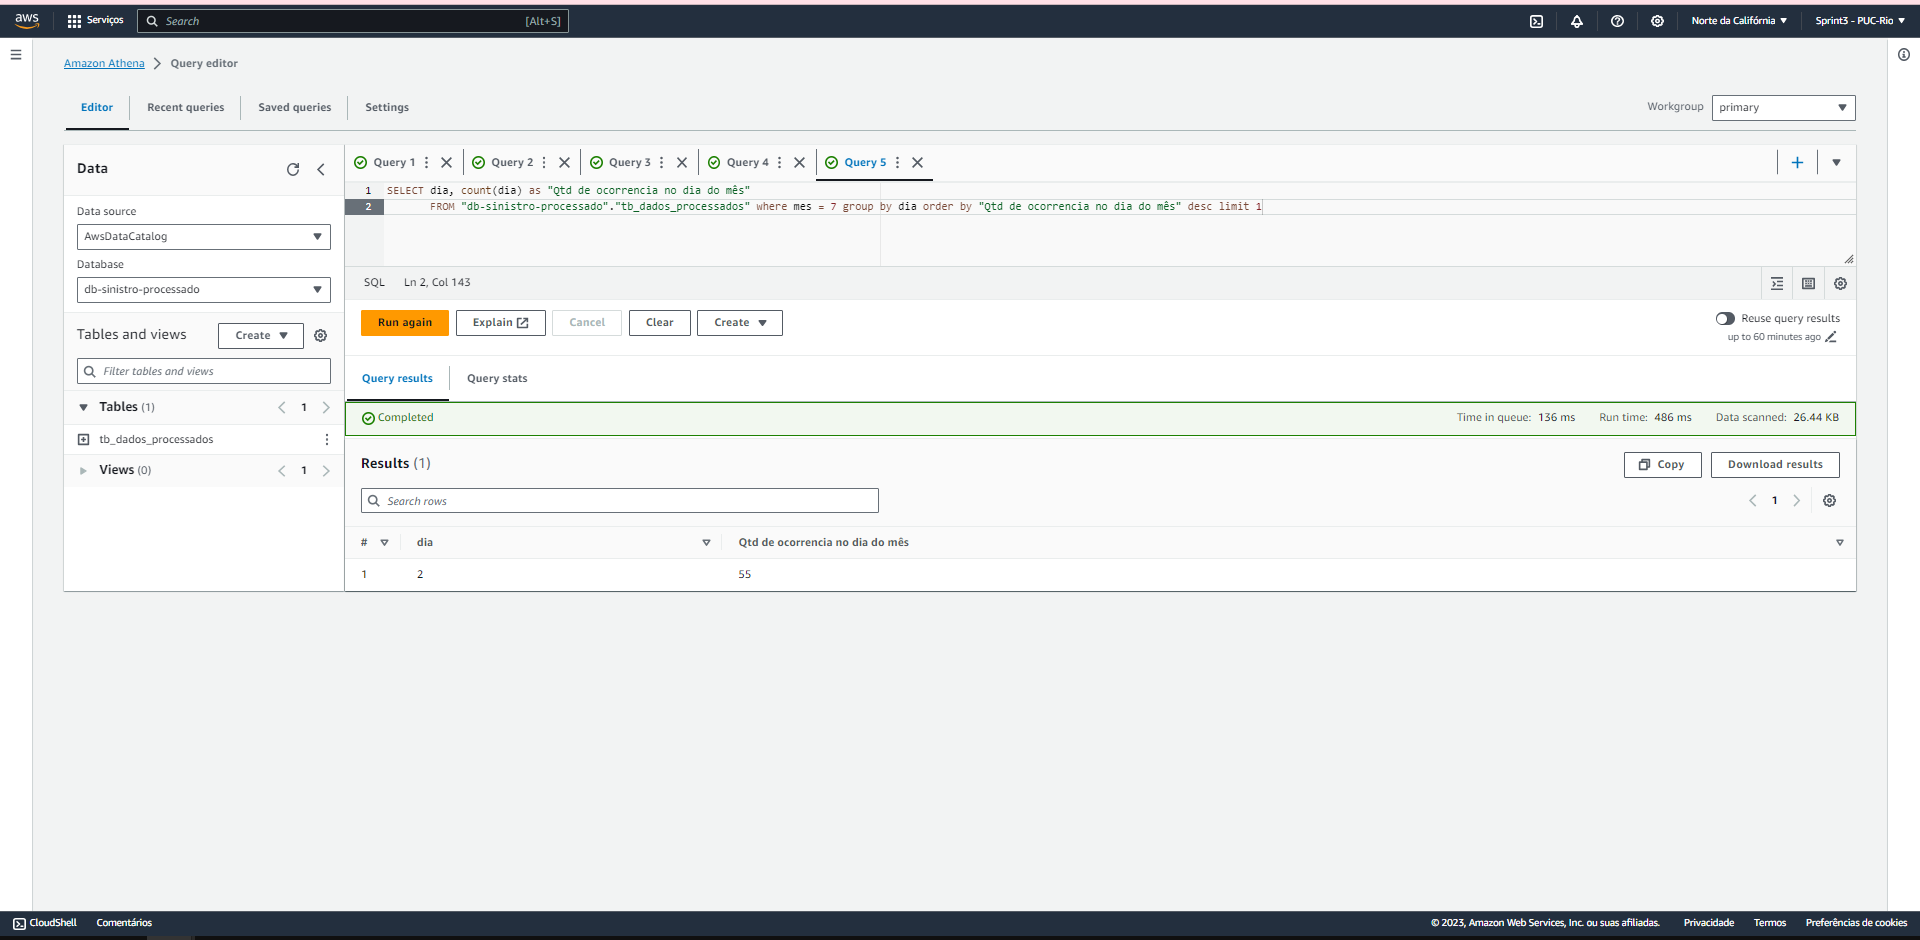 aws Serviços Search [Alt+S] Norte da Califórnia Sprint3 - PUC-Rio
Amazon Athena Query editor
Editor Recent queries Saved queries Settings Workgroup primary
Data
Data source
AwsDataCatalog
Database
db-sinistro-processado
Tables and views Create
Filter tables and views
Tables (1) 1
tb_dados_processados
Views (0) 1
Query 1 Query 2 Query 3 Query 4 Query 5
1 SELECT dia, count(dia) as "Qtd de ocorrencia no dia do mês"
2 FROM "db-sinistro-processado"."tb_dados_processados" where mes = 7 group by dia order by "Qtd de ocorrencia no dia do mês" desc limit 1
SQL Ln 2, Col 143
Run again Explain Cancel Clear Create
Reuse query results
up to 60 minutes ago
Query results Query stats
Completed Time in queue: 136 ms Run time: 486 ms Data scanned: 26.44 KB
Results (1) Copy Download results
Search rows 1
# dia Qtd de ocorrencia no dia do mês
1 2 55
CloudShell Comentários © 2023, Amazon Web Services, Inc. ou suas afiliadas. Privacidade Termos Preferências de cookies